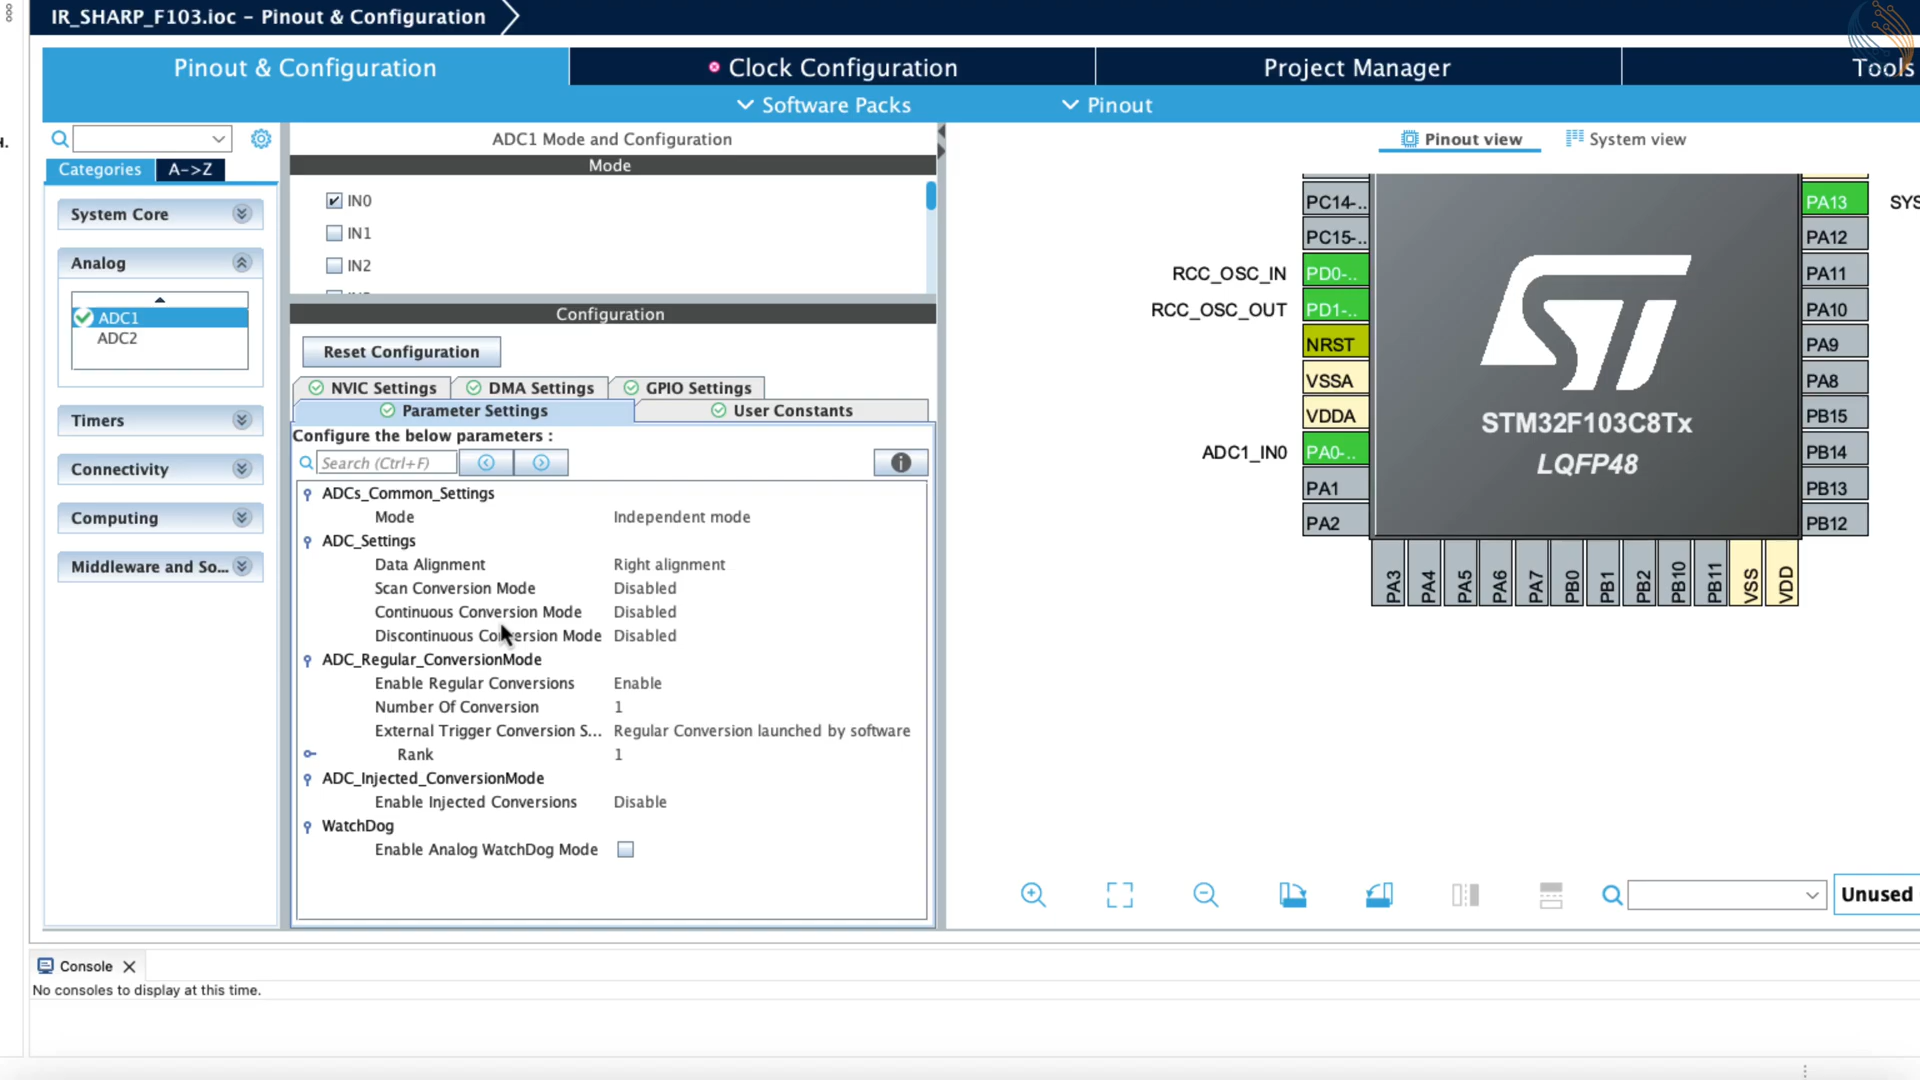 IR_SHARP_F103.ioc - Pinout & Configuration
Pinout & Configuration
Clock Configuration
Project Manager
Tools
Software Packs
Pinout
Categories
A->Z
System Core
Analog
ADC1
ADC2
Timers
Connectivity
Computing
Middleware and So...
ADC1 Mode and Configuration
Mode
IN0
IN1
IN2
Configuration
Reset Configuration
NVIC Settings
DMA Settings
GPIO Settings
Parameter Settings
User Constants
Configure the below parameters :
Search (Ctrl+F)
ADCs_Common_Settings
Mode Independent mode
ADC_Settings
Data Alignment Right alignment
Scan Conversion Mode Disabled
Continuous Conversion Mode Disabled
Discontinuous Conversion Mode Disabled
ADC_Regular_ConversionMode
Enable Regular Conversions Enable
Number Of Conversion 1
External Trigger Conversion S... Regular Conversion launched by software
Rank 1
ADC_Injected_ConversionMode
Enable Injected Conversions Disable
WatchDog
Enable Analog WatchDog Mode
Pinout view
System view
PC14-..
PC15-..
RCC_OSC_IN PD0-..
RCC_OSC_OUT PD1-..
NRST
VSSA
VDDA
ADC1_IN0 PA0-..
PA1
PA2
STM32F103C8Tx
LQFP48
PA13 SYS
PA12
PA11
PA10
PA9
PA8
PB15
PB14
PB13
PB12
PA3
PA4
PA5
PA6
PA7
PB0
PB1
PB2
PB10
PB11
VSS
VDD
Unused
Console
No consoles to display at this time.